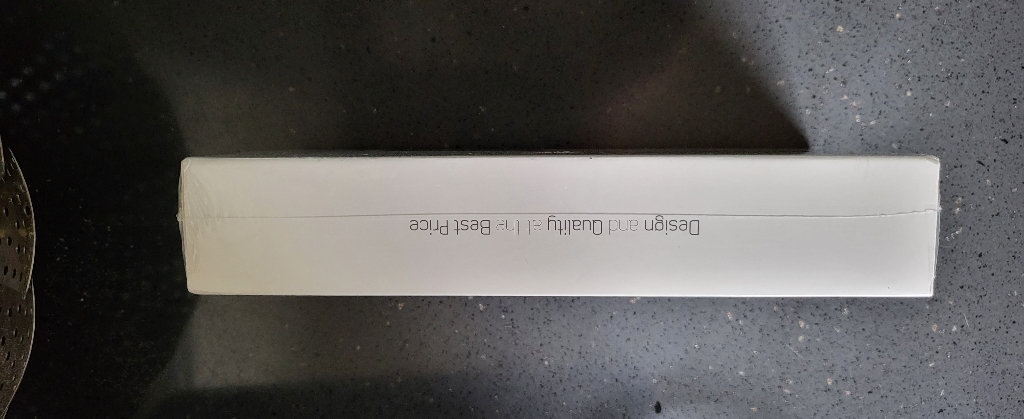 Design and Quality at the Best Price